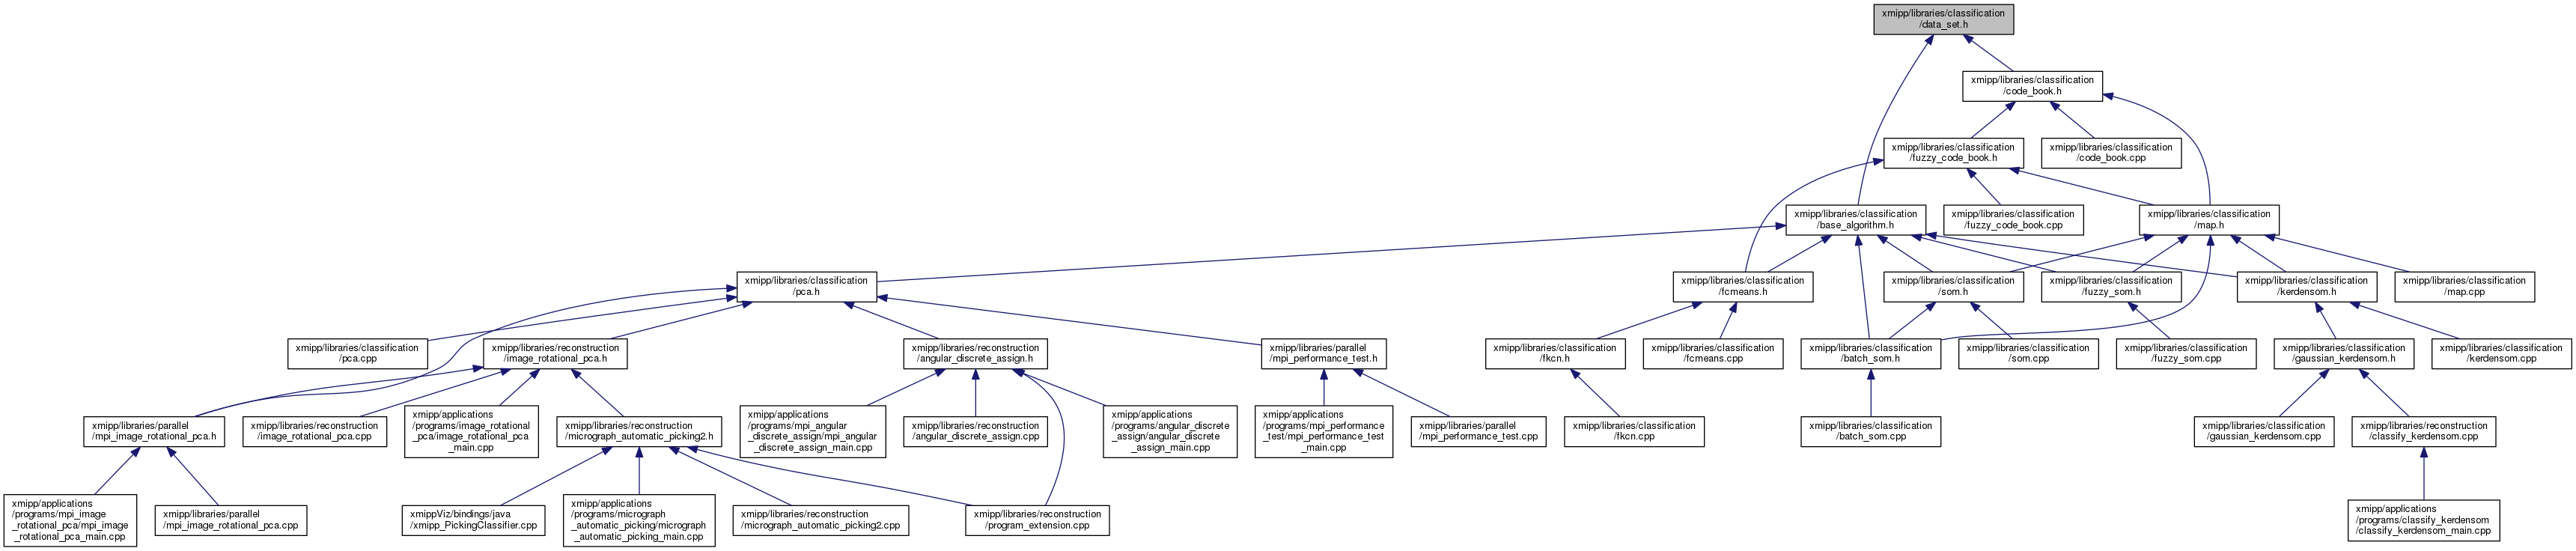 xmipp/libraries/classification
/data_set.h
xmipp/libraries/classification
/code_book.h
xmipp/libraries/classification
/fuzzy_code_book.h
xmipp/libraries/classification
/code_book.cpp
xmipp/libraries/classification
/base_algorithm.h
xmipp/libraries/classification
/fuzzy_code_book.cpp
xmipp/libraries/classification
/map.h
xmipp/libraries/classification
/pca.h
xmipp/libraries/classification
/fcmeans.h
xmipp/libraries/classification
/som.h
xmipp/libraries/classification
/fuzzy_som.h
xmipp/libraries/classification
/kerdensom.h
xmipp/libraries/classification
/map.cpp
xmipp/libraries/classification
/pca.cpp
xmipp/libraries/reconstruction
/image_rotational_pca.h
xmipp/libraries/reconstruction
/angular_discrete_assign.h
xmipp/libraries/parallel
/mpi_performance_test.h
xmipp/libraries/classification
/fkcn.h
xmipp/libraries/classification
/fcmeans.cpp
xmipp/libraries/classification
/batch_som.h
xmipp/libraries/classification
/som.cpp
xmipp/libraries/classification
/fuzzy_som.cpp
xmipp/libraries/classification
/gaussian_kerdensom.h
xmipp/libraries/classification
/kerdensom.cpp
xmipp/libraries/parallel
/mpi_image_rotational_pca.h
xmipp/libraries/reconstruction
/image_rotational_pca.cpp
xmipp/applications
/programs/image_rotational
_pca/image_rotational_pca
_main.cpp
xmipp/libraries/reconstruction
/micrograph_automatic_picking2.h
xmipp/applications
/programs/mpi_angular
_discrete_assign/mpi_angular
_discrete_assign_main.cpp
xmipp/libraries/reconstruction
/angular_discrete_assign.cpp
xmipp/applications
/programs/angular_discrete
_assign/angular_discrete
_assign_main.cpp
xmipp/applications
/programs/mpi_performance
_test/mpi_performance_test
_main.cpp
xmipp/libraries/parallel
/mpi_performance_test.cpp
xmipp/libraries/classification
/fkcn.cpp
xmipp/libraries/classification
/batch_som.cpp
xmipp/libraries/classification
/gaussian_kerdensom.cpp
xmipp/libraries/reconstruction
/classify_kerdensom.cpp
xmipp/applications
/programs/mpi_image
_rotational_pca/mpi_image
_rotational_pca_main.cpp
xmipp/libraries/parallel
/mpi_image_rotational_pca.cpp
xmippViz/bindings/java
/xmipp_PickingClassifier.cpp
xmipp/applications
/programs/micrograph
_automatic_picking/micrograph
_automatic_picking_main.cpp
xmipp/libraries/reconstruction
/micrograph_automatic_picking2.cpp
xmipp/libraries/reconstruction
/program_extension.cpp
xmipp/applications
/programs/classify_kerdensom
/classify_kerdensom_main.cpp